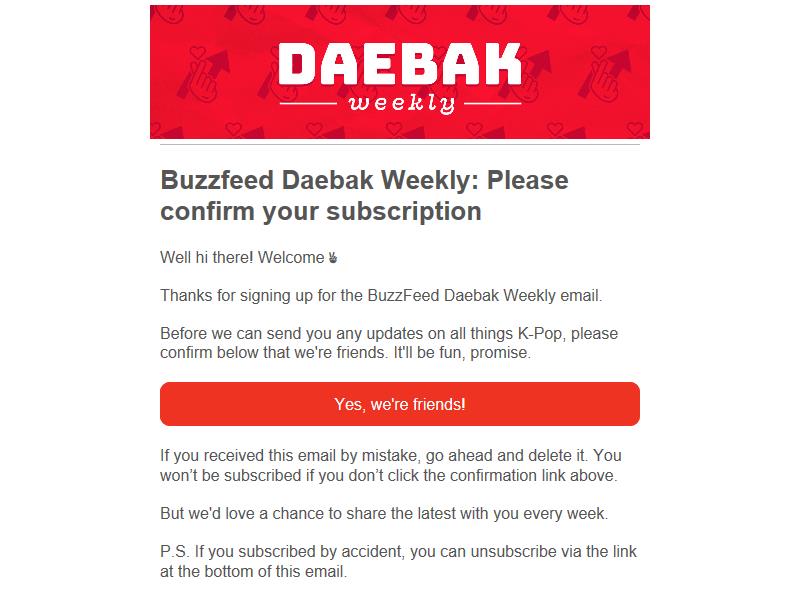 DAEBAK
weekly
Buzzfeed Daebak Weekly: Please
confirm your subscription
Well hi there! Welcome✌
Thanks for signing up for the BuzzFeed Daebak Weekly email.
Before we can send you any updates on all things K-Pop, please
confirm below that we're friends. It'll be fun, promise.
Yes, we're friends!
If you received this email by mistake, go ahead and delete it. You
won’t be subscribed if you don’t click the confirmation link above.
But we'd love a chance to share the latest with you every week.
P.S. If you subscribed by accident, you can unsubscribe via the link
at the bottom of this email.